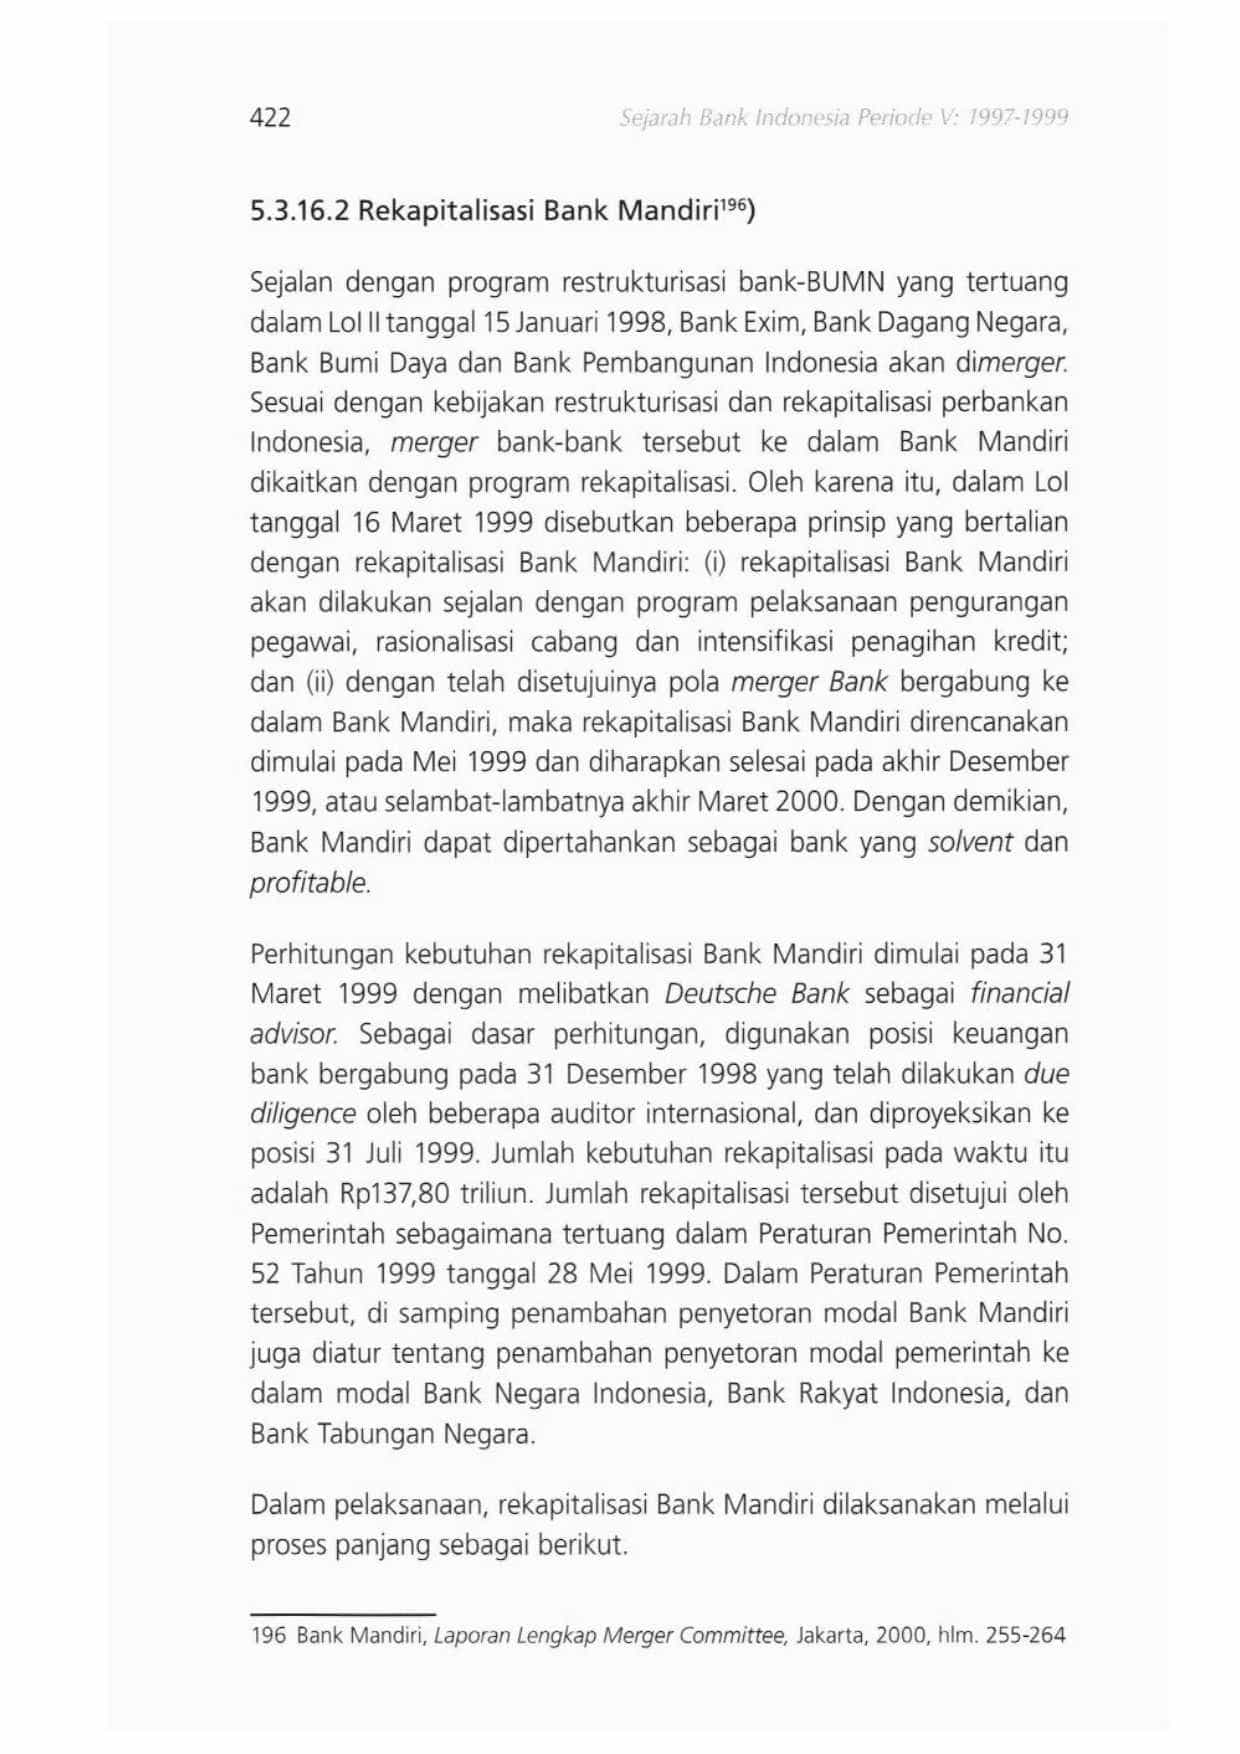 422
Sejarah Bank Indonesia Periode V: 1997-1999
5.3.16.2 Rekapitalisasi Bank Mandiri¹⁹⁶)
Sejalan dengan program restrukturisasi bank-BUMN yang tertuang
dalam LoI II tanggal 15 Januari 1998, Bank Exim, Bank Dagang Negara,
Bank Bumi Daya dan Bank Pembangunan Indonesia akan dimerger.
Sesuai dengan kebijakan restrukturisasi dan rekapitalisasi perbankan
Indonesia, merger bank-bank tersebut ke dalam Bank Mandiri
dikaitkan dengan program rekapitalisasi. Oleh karena itu, dalam LoI
tanggal 16 Maret 1999 disebutkan beberapa prinsip yang bertalian
dengan rekapitalisasi Bank Mandiri: (i) rekapitalisasi Bank Mandiri
akan dilakukan sejalan dengan program pelaksanaan pengurangan
pegawai, rasionalisasi cabang dan intensifikasi penagihan kredit;
dan (ii) dengan telah disetujuinya pola merger Bank bergabung ke
dalam Bank Mandiri, maka rekapitalisasi Bank Mandiri direncanakan
dimulai pada Mei 1999 dan diharapkan selesai pada akhir Desember
1999, atau selambat-lambatnya akhir Maret 2000. Dengan demikian,
Bank Mandiri dapat dipertahankan sebagai bank yang solvent dan
profitable.
Perhitungan kebutuhan rekapitalisasi Bank Mandiri dimulai pada 31
Maret 1999 dengan melibatkan Deutsche Bank sebagai financial
advisor. Sebagai dasar perhitungan, digunakan posisi keuangan
bank bergabung pada 31 Desember 1998 yang telah dilakukan due
diligence oleh beberapa auditor internasional, dan diproyeksikan ke
posisi 31 Juli 1999. Jumlah kebutuhan rekapitalisasi pada waktu itu
adalah Rp137,80 triliun. Jumlah rekapitalisasi tersebut disetujui oleh
Pemerintah sebagaimana tertuang dalam Peraturan Pemerintah No.
52 Tahun 1999 tanggal 28 Mei 1999. Dalam Peraturan Pemerintah
tersebut, di samping penambahan penyetoran modal Bank Mandiri
juga diatur tentang penambahan penyetoran modal pemerintah ke
dalam modal Bank Negara Indonesia, Bank Rakyat Indonesia, dan
Bank Tabungan Negara.
Dalam pelaksanaan, rekapitalisasi Bank Mandiri dilaksanakan melalui
proses panjang sebagai berikut.
196 Bank Mandiri, Laporan Lengkap Merger Committee, Jakarta, 2000, hlm. 255-264